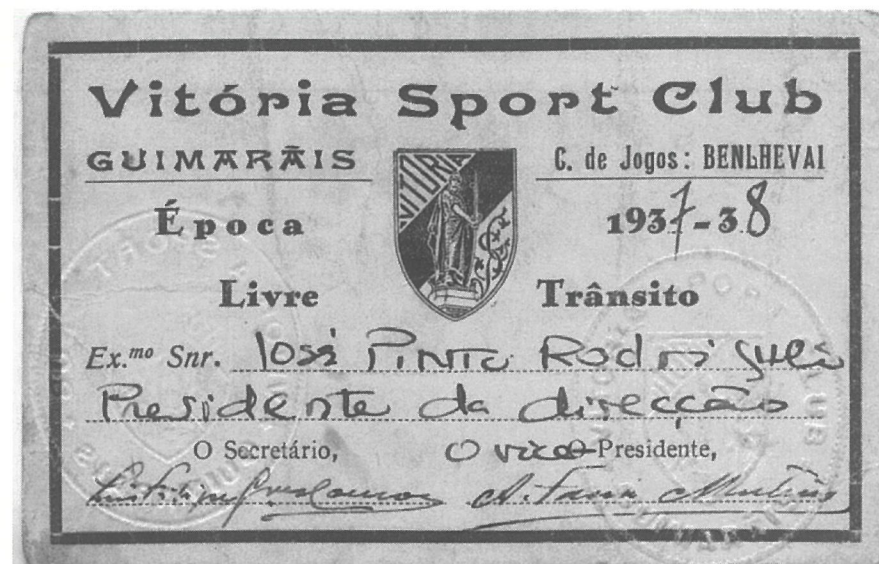 Vitória Sport Club
GUIMARÃIS
C. de Jogos: BENLHEVAI
VITÓRIA
Época 1937-38
Livre Trânsito
Ex.mo Snr. José Pinto Rodrigues
Presidente da direcção
O Secretário, O vice-Presidente,